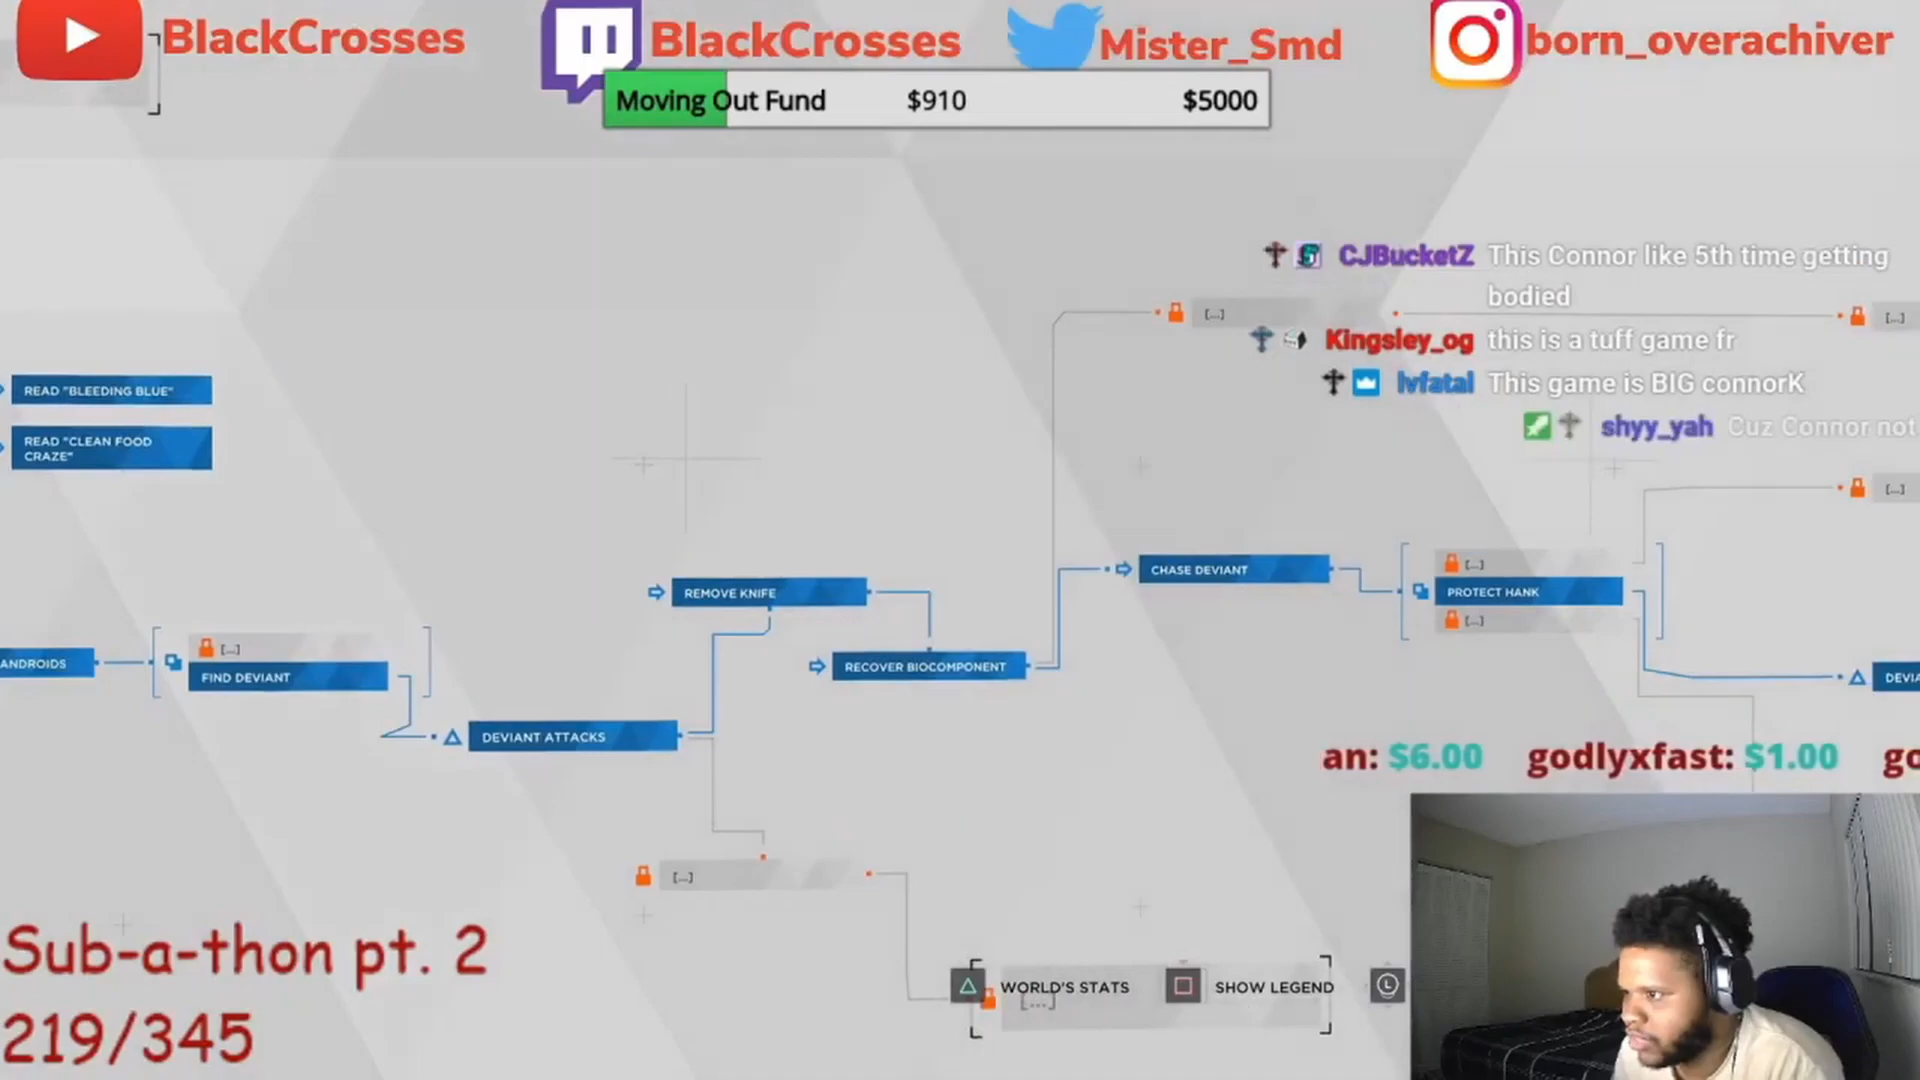 BlackCrosses
BlackCrosses
Mister_Smd
born_overachiver
Moving Out Fund $910 $5000
CJBucketZ This Connor like 5th time getting
bodied
[...]
[...]
Kingsley_og this is a tuff game fr
lvfatal This game is BIG connorK
shyy_yah Cuz Connor not
READ "BLEEDING BLUE"
READ "CLEAN FOOD
CRAZE"
[...]
CHASE DEVIANT
[...]
PROTECT HANK
[...]
REMOVE KNIFE
RECOVER BIOCOMPONENT
ANDROIDS
[...]
FIND DEVIANT
DEVIA
DEVIANT ATTACKS
an: $6.00 godlyxfast: $1.00 go
[...]
Sub-a-thon pt. 2
219/345
WORLD'S STATS
SHOW LEGEND
L
[...]